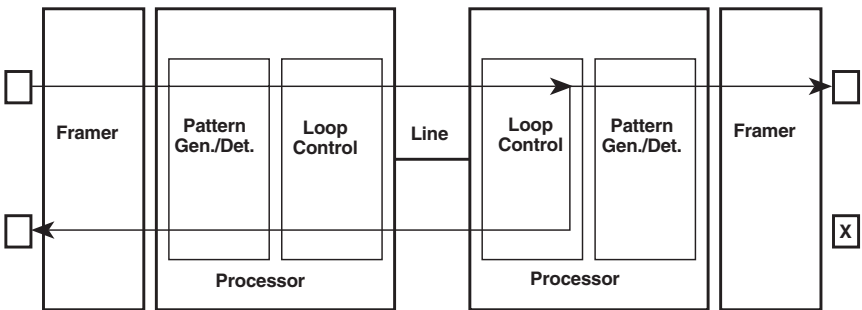 Framer
Pattern
Gen./Det.
Loop
Control
Line
Loop
Control
Pattern
Gen./Det.
Framer
X
Processor
Processor